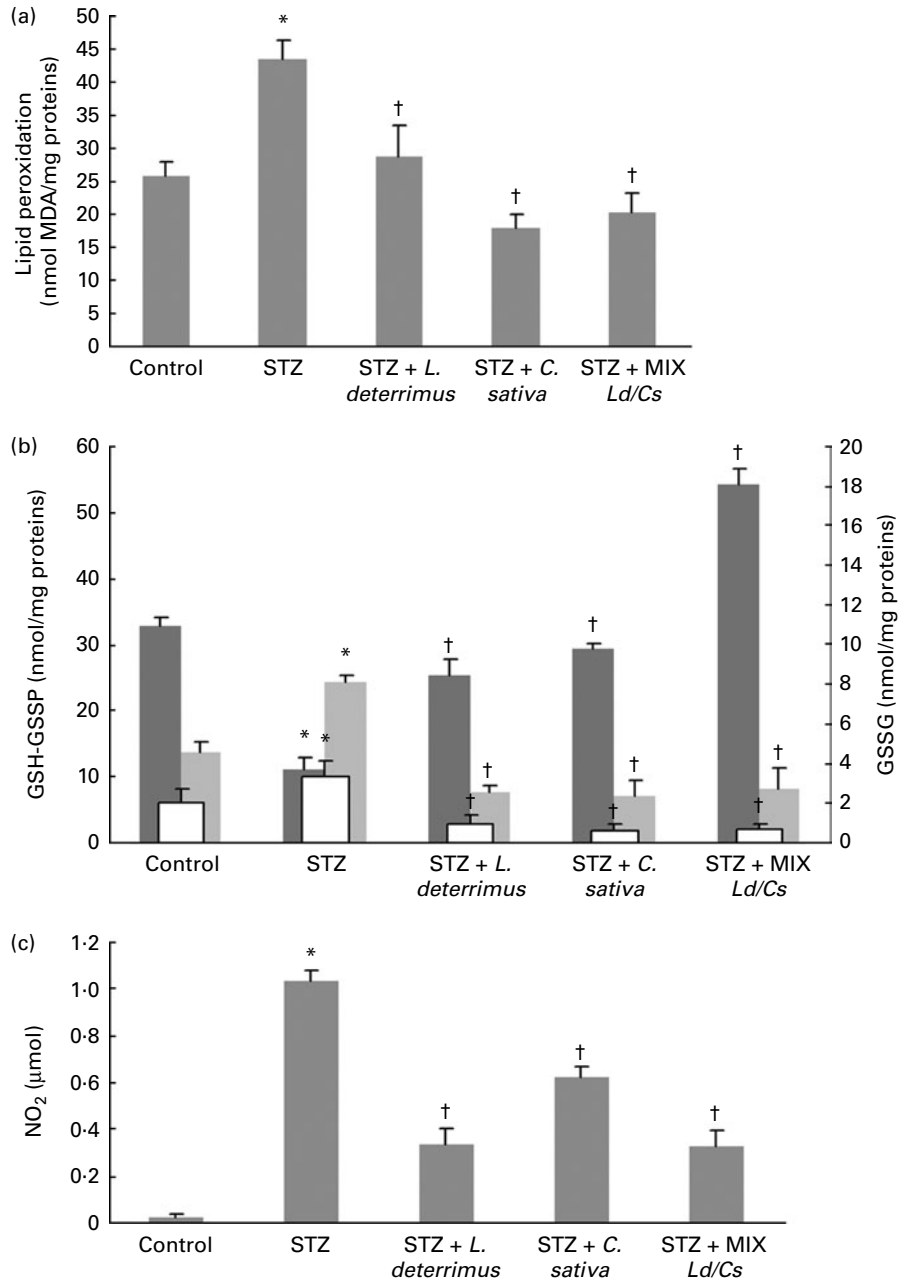 (a)
50
45
40
35
30
25
20
15
10
5
0
Lipid peroxidation
(nmol MDA/mg proteins)
*
†
†
†
Control
STZ
STZ + L.
deterrimus
STZ + C.
sativa
STZ + MIX
Ld/Cs
(b)
60
50
40
30
20
10
0
GSH-GSSP (nmol/mg proteins)
20
18
16
14
12
10
8
6
4
2
0
GSSG (nmol/mg proteins)
*
*
*
†
†
†
†
†
†
†
†
†
Control
STZ
STZ + L.
deterrimus
STZ + C.
sativa
STZ + MIX
Ld/Cs
(c)
1·2
1·0
0·8
0·6
0·4
0·2
0
NO2 (μmol)
*
†
†
†
Control
STZ
STZ + L.
deterrimus
STZ + C.
sativa
STZ + MIX
Ld/Cs